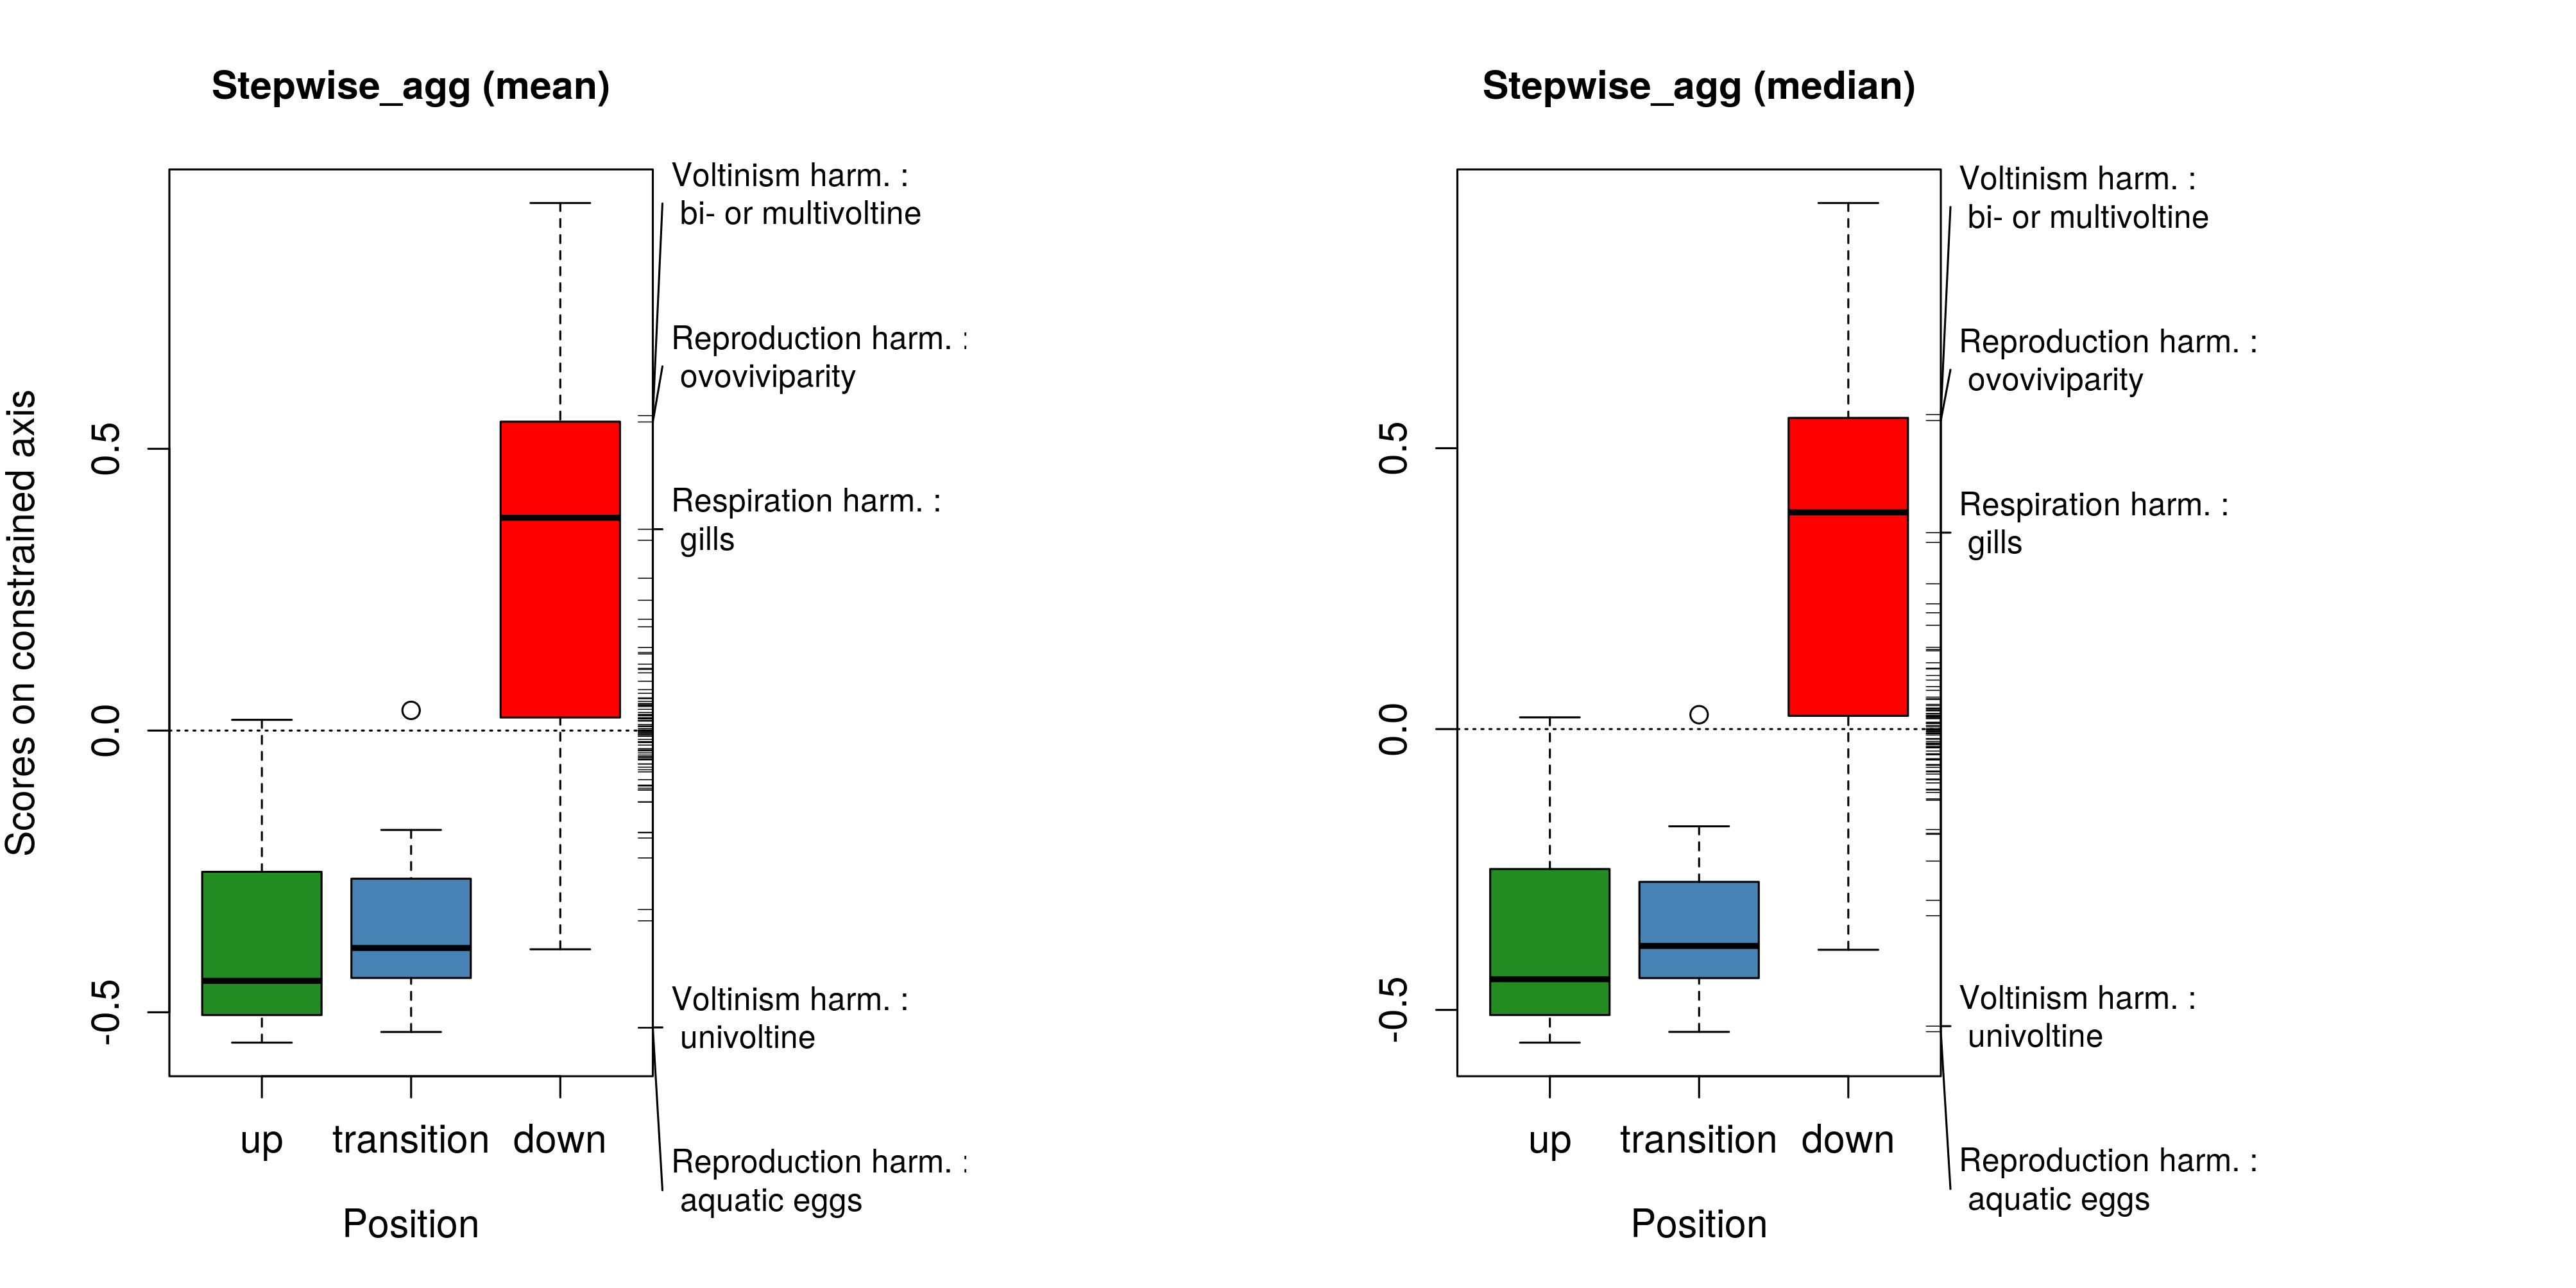 Stepwise_agg (mean)
Scores on constrained axis
0.5
0.0
-0.5
up transition down
Position
Voltinism harm. :
bi- or multivoltine
Reproduction harm. :
ovoviviparity
Respiration harm. :
gills
Voltinism harm. :
univoltine
Reproduction harm. :
aquatic eggs
Stepwise_agg (median)
0.5
0.0
-0.5
up transition down
Position
Voltinism harm. :
bi- or multivoltine
Reproduction harm. :
ovoviviparity
Respiration harm. :
gills
Voltinism harm. :
univoltine
Reproduction harm. :
aquatic eggs